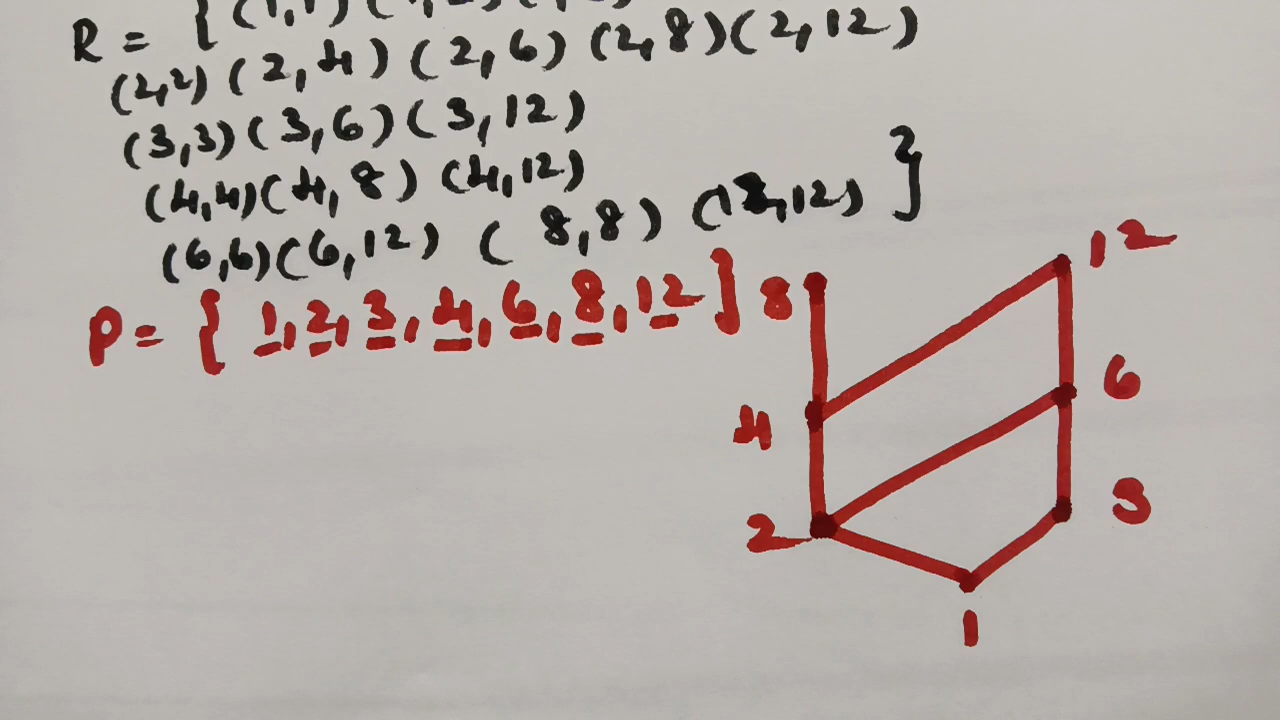 R = {
(2,2) (2,4) (2,6) (2,8) (2,12)
(3,3) (3,6) (3,12)
(4,4) (4,8) (4,12)
(6,6) (6,12) (8,8) (12,12) }
P = { 1, 2, 3, 4, 6, 8, 12 }
8
12
4
6
2
3
1